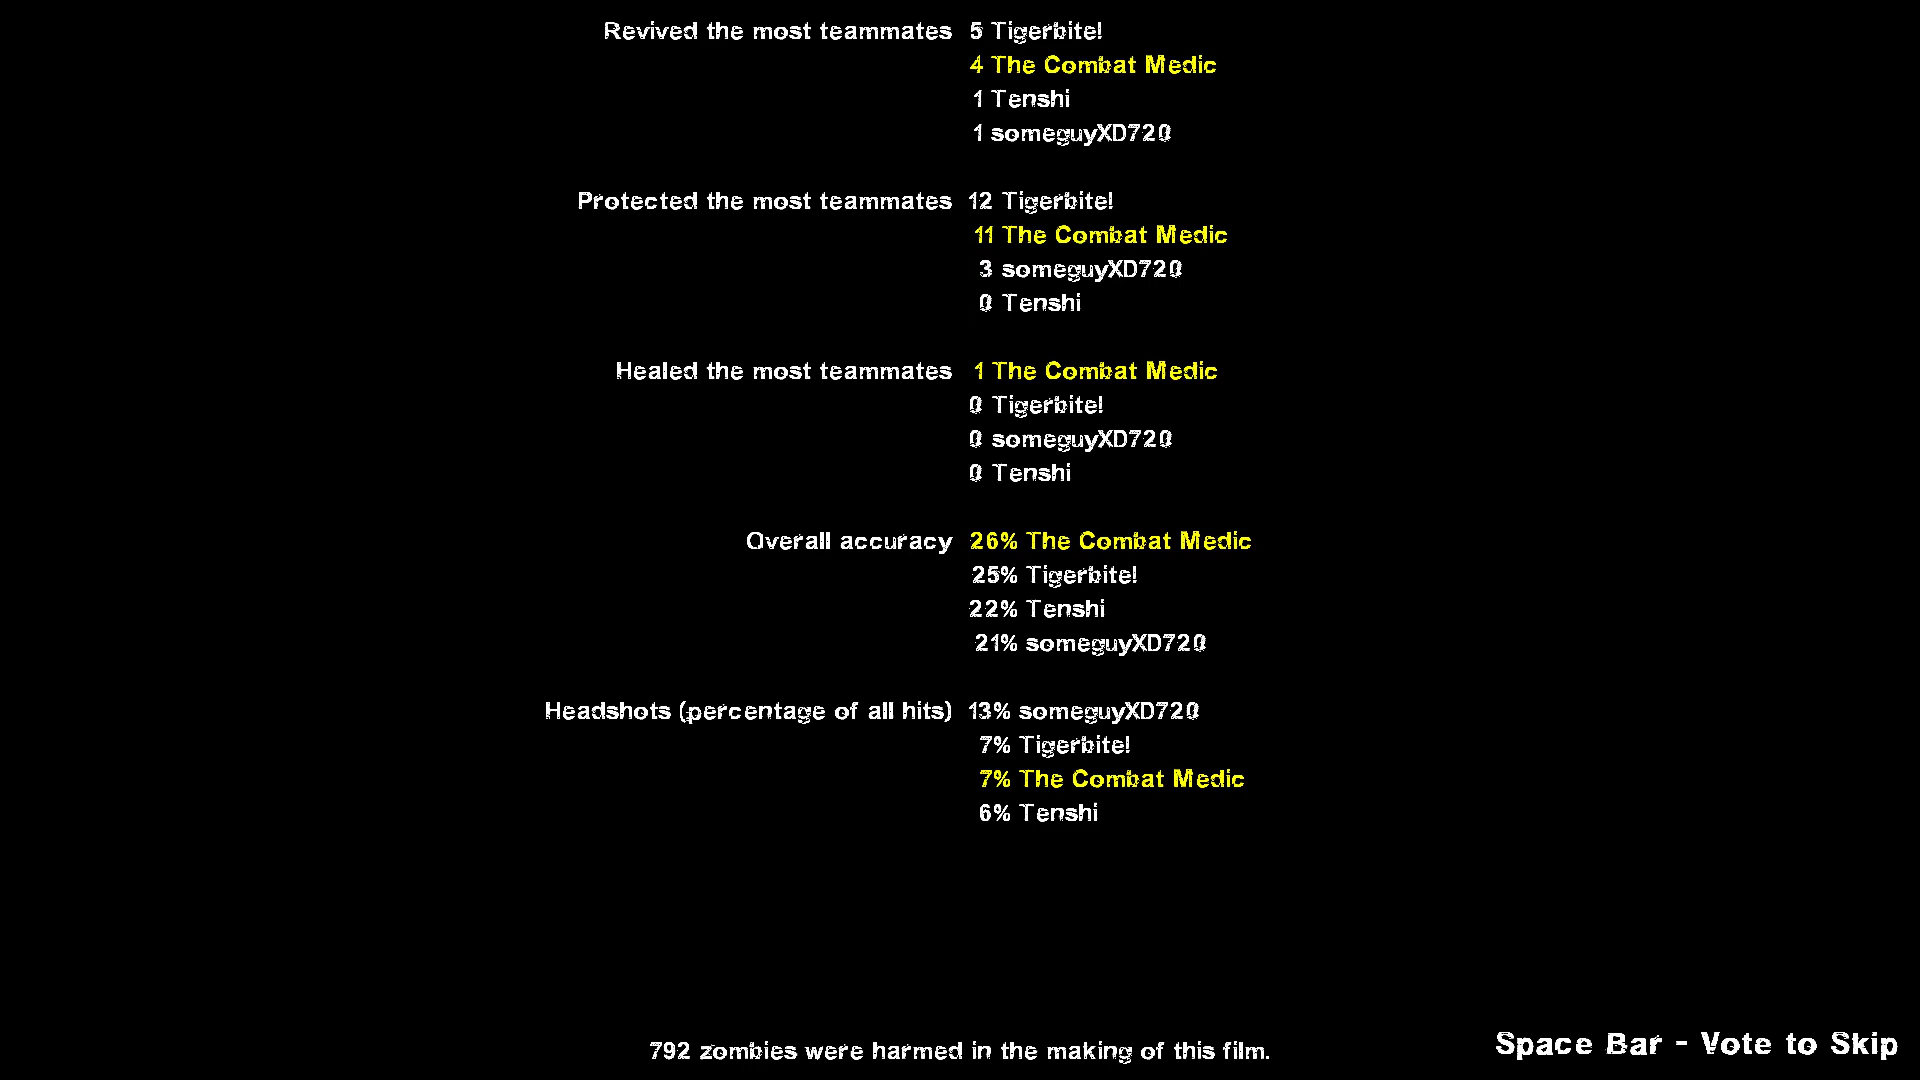 Revived the most teammates 5 Tigerbite!
4 The Combat Medic
1 Tenshi
1 someguyXD720
Protected the most teammates 12 Tigerbite!
11 The Combat Medic
3 someguyXD720
0 Tenshi
Healed the most teammates 1 The Combat Medic
0 Tigerbite!
0 someguyXD720
0 Tenshi
Overall accuracy 26% The Combat Medic
25% Tigerbite!
22% Tenshi
21% someguyXD720
Headshots (percentage of all hits) 13% someguyXD720
7% Tigerbite!
7% The Combat Medic
6% Tenshi
792 zombies were harmed in the making of this film.
Space Bar - Vote to Skip